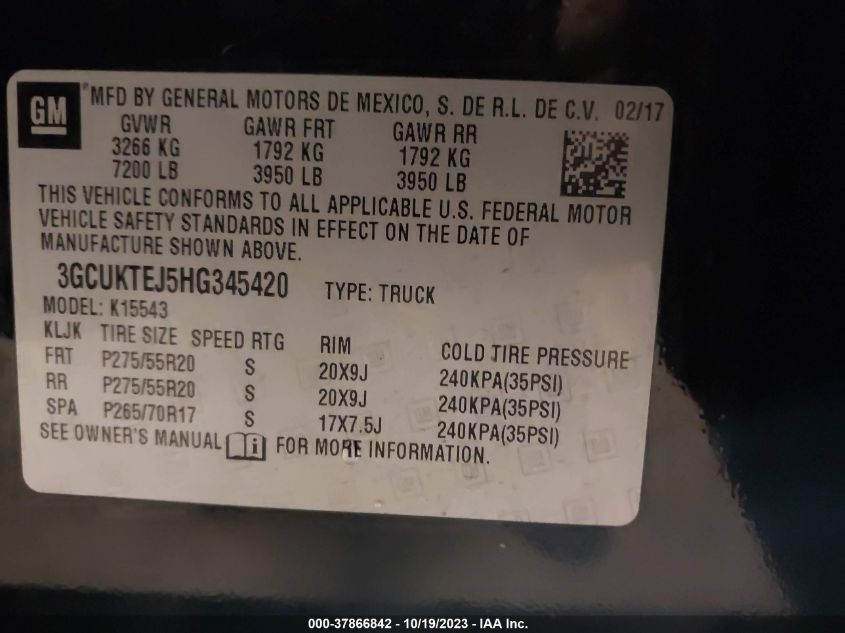 GM
®MFD BY GENERAL MOTORS DE MEXICO, S. DE R.L. DE C.V. 02/17
GVWR GAWR FRT GAWR RR
3266 KG 1792 KG 1792 KG
7200 LB 3950 LB 3950 LB
THIS VEHICLE CONFORMS TO ALL APPLICABLE U.S. FEDERAL MOTOR
VEHICLE SAFETY STANDARDS IN EFFECT ON THE DATE OF
MANUFACTURE SHOWN ABOVE.
3GCUKTEJ5HG345420 TYPE: TRUCK
MODEL: K15543
KLJK TIRE SIZE SPEED RTG RIM COLD TIRE PRESSURE
FRT P275/55R20 S 20X9J 240KPA(35PSI)
RR P275/55R20 S 20X9J 240KPA(35PSI)
SPA P265/70R17 S 17X7.5J 240KPA(35PSI)
SEE OWNER'S MANUAL FOR MORE INFORMATION.
000-37866842 - 10/19/2023 - IAA Inc.